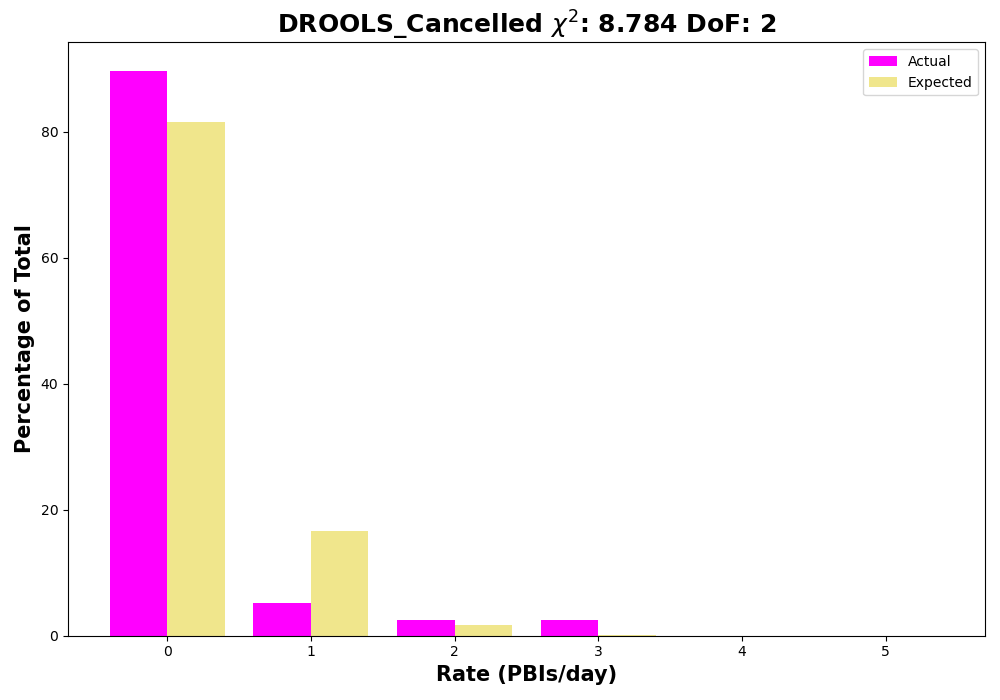 DROOLS_Cancelled χ²: 8.784 DoF: 2
Actual
Expected
Percentage of Total
80
60
40
20
0
0 1 2 3 4 5
Rate (PBIs/day)